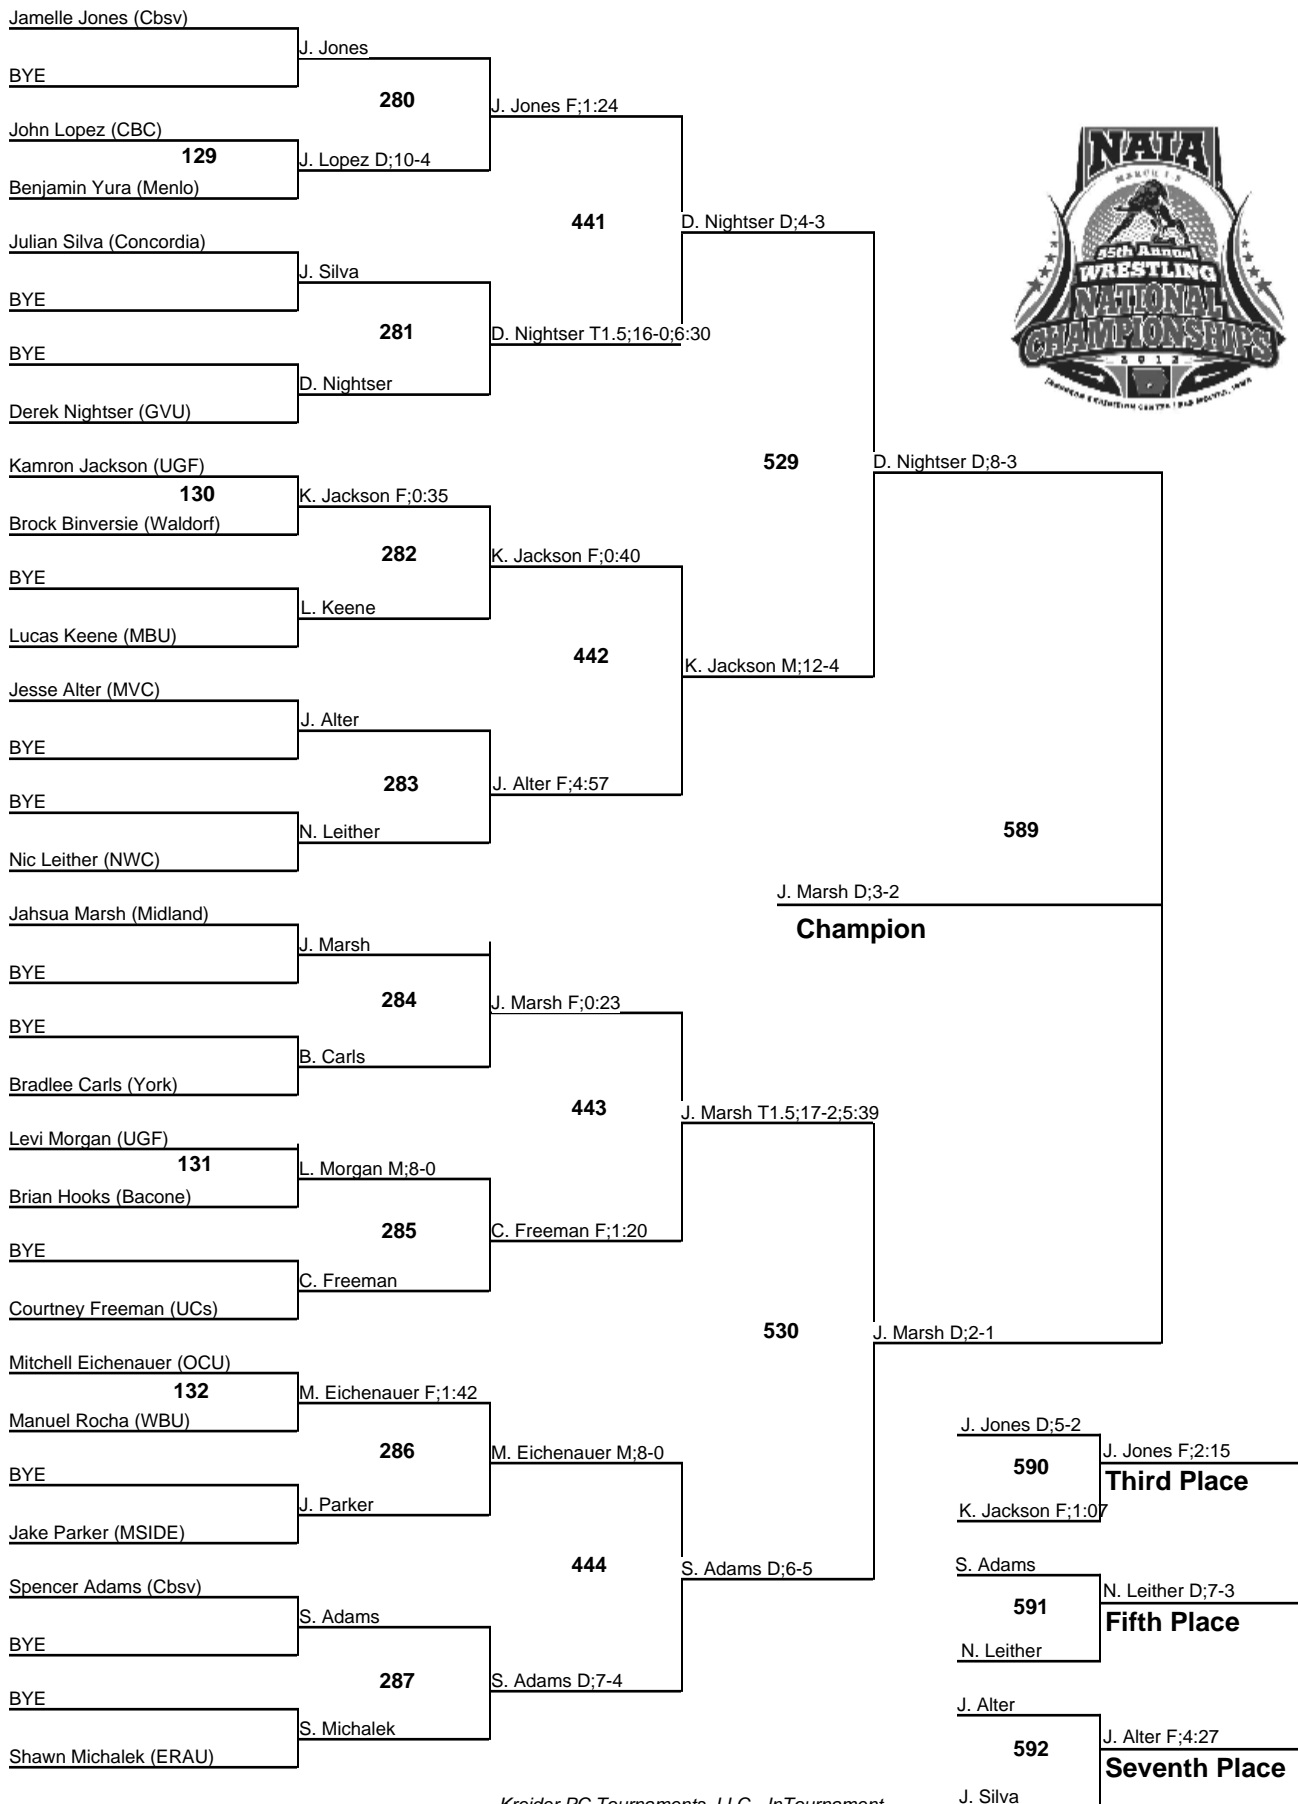 Jamelle Jones (Cbsv)
BYE
John Lopez (CBC)
129
Benjamin Yura (Menlo)
Julian Silva (Concordia)
BYE
BYE
Derek Nightser (GVU)
Kamron Jackson (UGF)
130
Brock Binversie (Waldorf)
BYE
Lucas Keene (MBU)
Jesse Alter (MVC)
BYE
BYE
Nic Leither (NWC)
Jahsua Marsh (Midland)
BYE
BYE
Bradlee Carls (York)
Levi Morgan (UGF)
131
Brian Hooks (Bacone)
BYE
Courtney Freeman (UCs)
Mitchell Eichenauer (OCU)
132
Manuel Rocha (WBU)
BYE
Jake Parker (MSIDE)
Spencer Adams (Cbsv)
BYE
BYE
Shawn Michalek (ERAU)
J. Jones
280
J. Lopez D;10-4
J. Silva
281
D. Nightser
K. Jackson F;0:35
282
L. Keene
J. Alter
283
N. Leither
J. Marsh
284
B. Carls
L. Morgan M;8-0
285
C. Freeman
M. Eichenauer F;1:42
286
J. Parker
S. Adams
287
S. Michalek
J. Jones F;1:24
441
D. Nightser T1.5;16-0;6:30
K. Jackson F;0:40
442
J. Alter F;4:57
J. Marsh F;0:23
443
C. Freeman F;1:20
M. Eichenauer M;8-0
444
S. Adams D;7-4
D. Nightser D;4-3
529
K. Jackson M;12-4
J. Marsh T1.5;17-2;5:39
530
S. Adams D;6-5
D. Nightser D;8-3
589
J. Marsh D;2-1
J. Marsh D;3-2
Champion
NAIA
MARCH 1-3
55th Annual
WRESTLING
NATIONAL
CHAMPIONSHIPS
2012
J. Jones D;5-2
590
K. Jackson F;1:07
J. Jones F;2:15
Third Place
S. Adams
591
N. Leither
N. Leither D;7-3
Fifth Place
J. Alter
592
J. Silva
J. Alter F;4:27
Seventh Place
Kreider PC Tournaments, LLC - InTournament